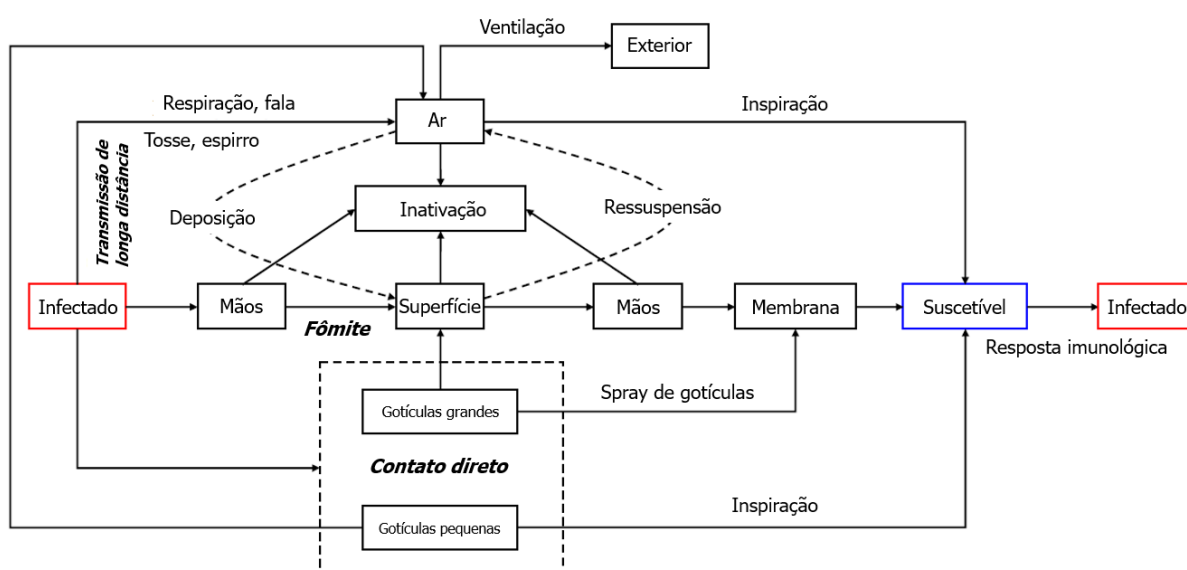 Ventilação
Exterior
Respiração, fala
Ar
Inspiração
Tosse, espirro
Transmissão de
longa distância
Deposição
Inativação
Ressuspensão
Infectado
Mãos
Superfície
Mãos
Membrana
Suscetível
Infectado
Fômite
Resposta imunológica
Gotículas grandes
Spray de gotículas
Contato direto
Inspiração
Gotículas pequenas